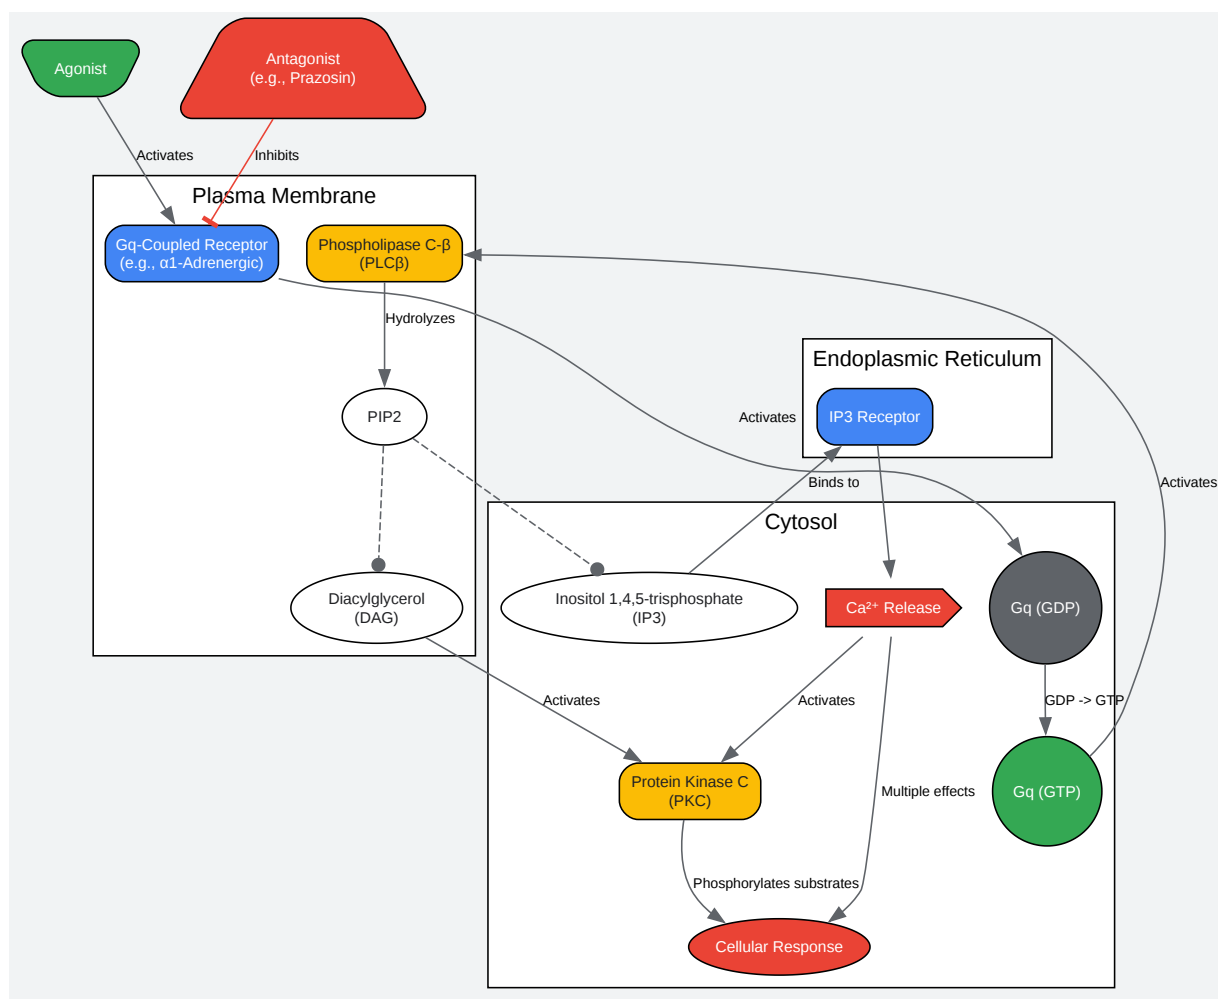 Agonist
Antagonist
(e.g., Prazosin)
Activates
Inhibits
Plasma Membrane
Gq-Coupled Receptor
(e.g., α1-Adrenergic)
Phospholipase C-β
(PLCβ)
Hydrolyzes
Endoplasmic Reticulum
PIP2
Activates
IP3 Receptor
Binds to
Activates
Cytosol
Diacylglycerol
(DAG)
Inositol 1,4,5-trisphosphate
(IP3)
Ca²⁺ Release
Gq (GDP)
Activates
Activates
GDP -> GTP
Protein Kinase C
(PKC)
Multiple effects
Gq (GTP)
Phosphorylates substrates
Cellular Response